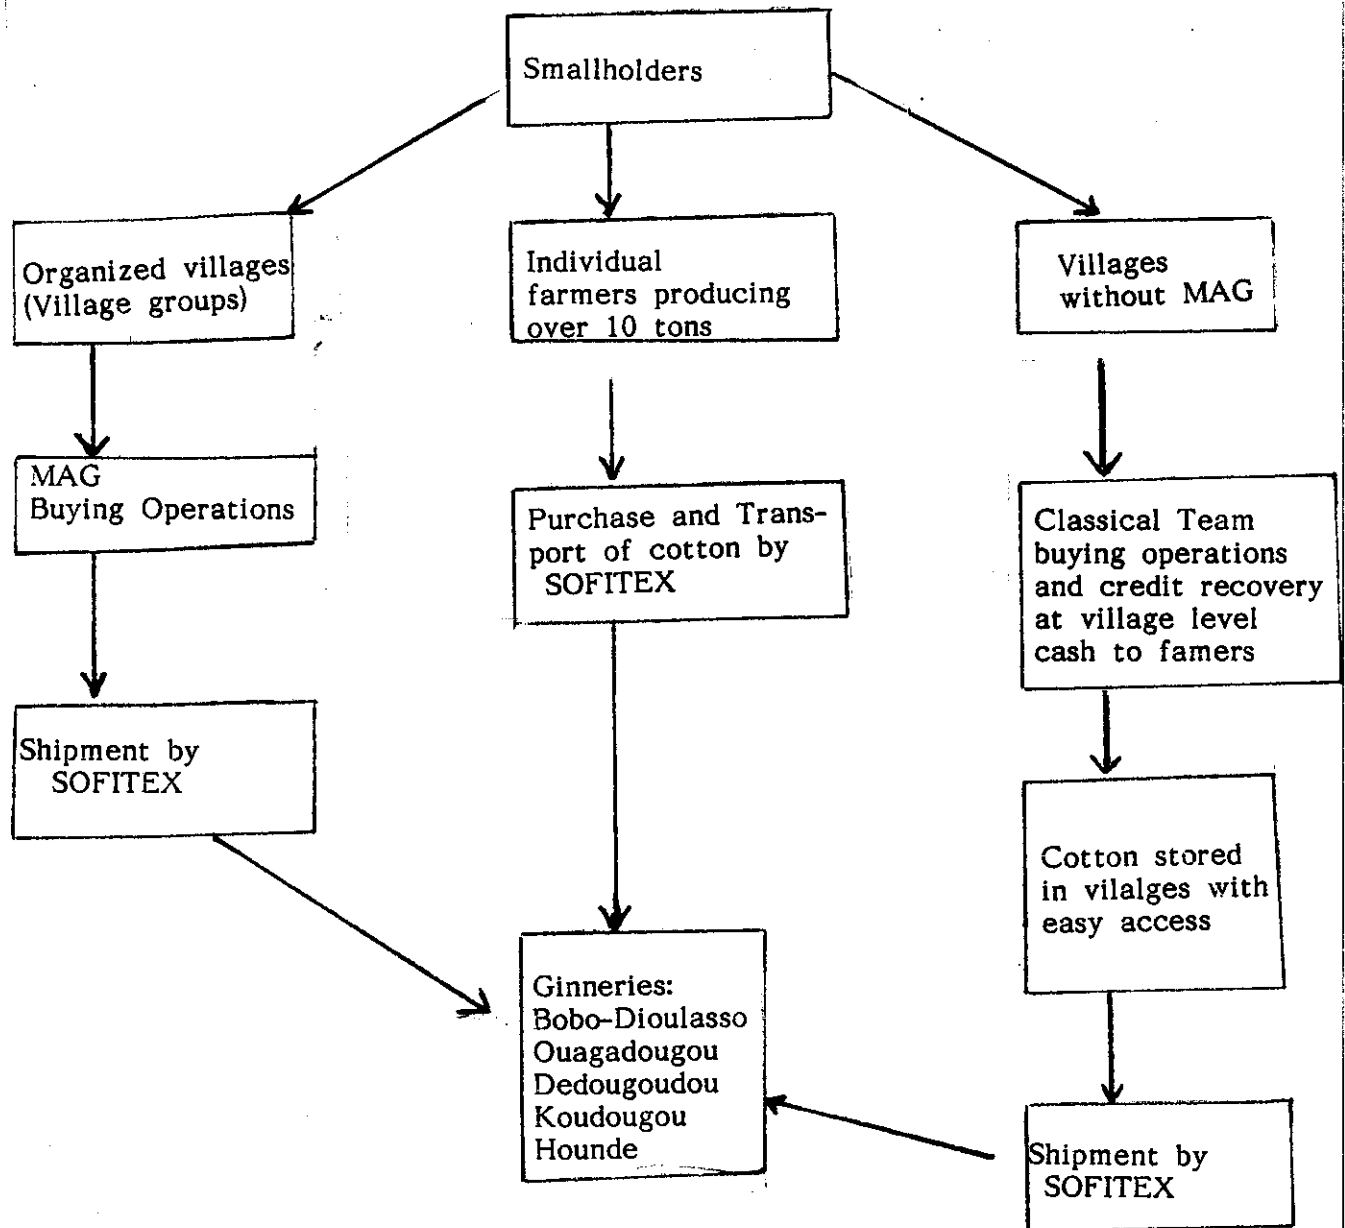 Smallholders
Organized villages
(Village groups)
Individual
farmers producing
over 10 tons
Villages
without MAG
MAG
Buying Operations
Purchase and Trans-
port of cotton by
SOFITEX
Classical Team
buying operations
and credit recovery
at village level
cash to famers
Shipment by
SOFITEX
Cotton stored
in vilalges with
easy access
Ginneries:
Bobo-Dioulasso
Ouagadougou
Dedougoudou
Koudougou
Hounde
Shipment by
SOFITEX